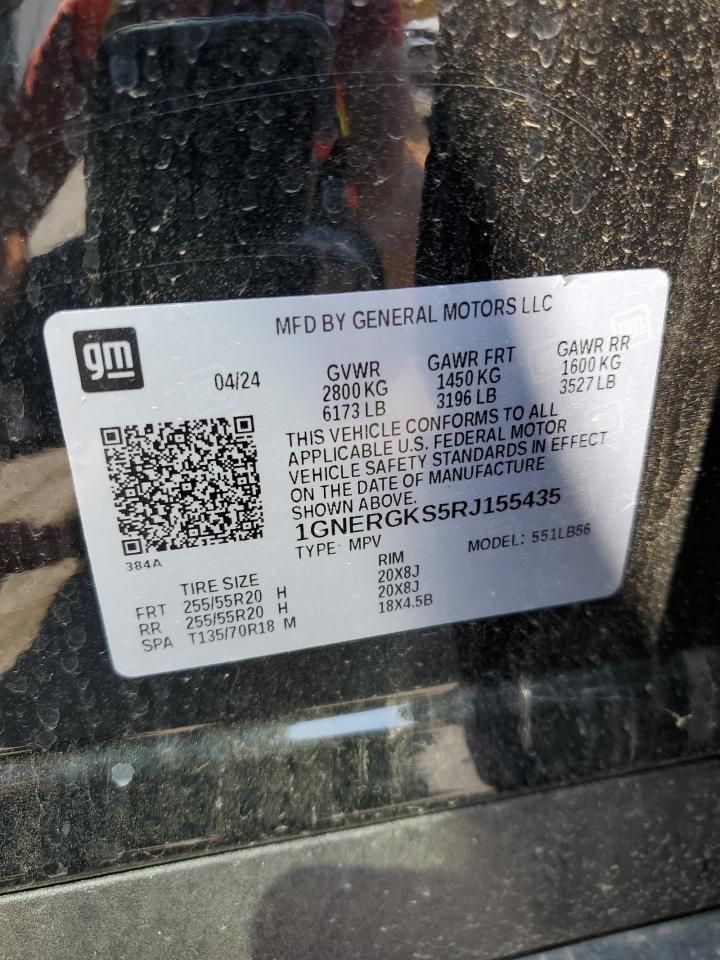 gm
MFD BY GENERAL MOTORS LLC
04/24
GVWR
2800 KG
6173 LB
GAWR FRT
1450 KG
3196 LB
GAWR RR
1600 KG
3527 LB
THIS VEHICLE CONFORMS TO ALL
APPLICABLE U.S. FEDERAL MOTOR
VEHICLE SAFETY STANDARDS IN EFFECT
ON THE DATE OF MANUFACTURE
SHOWN ABOVE.
1GNERGKS5RJ155435
TYPE: MPV
MODEL: 551LB56
384A
TIRE SIZE
RIM
FRT 255/55R20 H 20X8J
RR 255/55R20 H 20X8J
SPA T135/70R18 M 18X4.5B